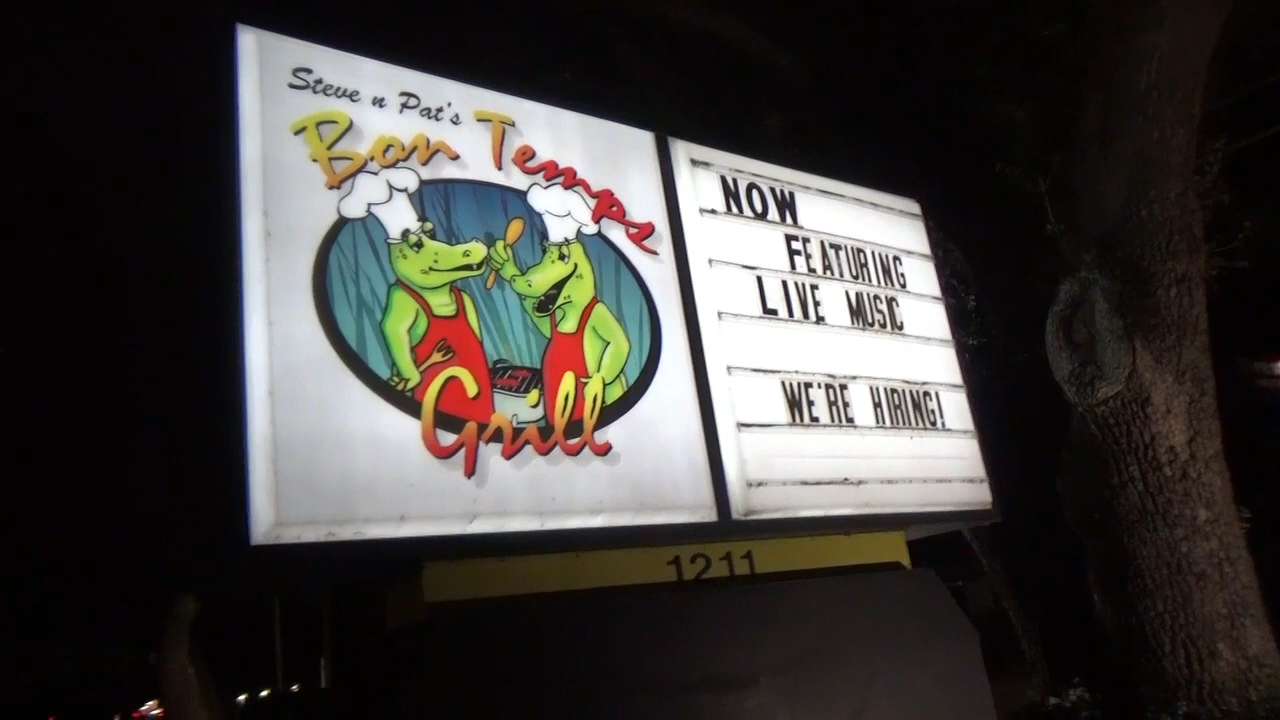 Steve n Pat's
Bon Temps
Grill
NOW
FEATURING
LIVE MUSIC
WE'RE HIRING!
1211